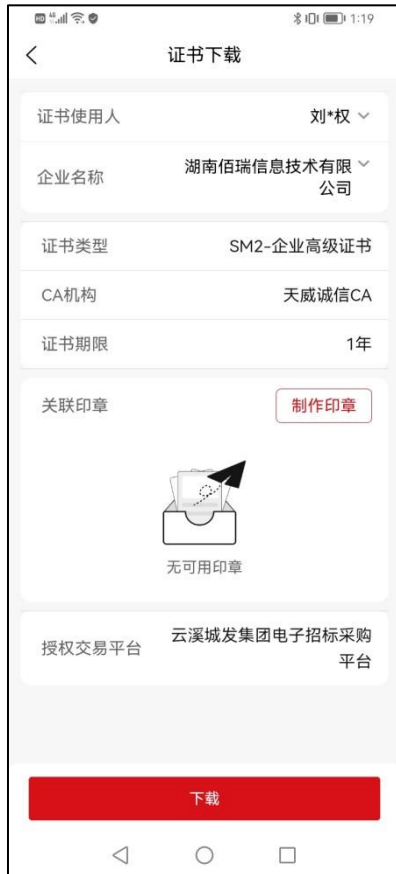 HD 4G 1:19
证书下载
证书使用人 刘*权
企业名称 湖南佰瑞信息技术有限
公司
证书类型 SM2-企业高级证书
CA机构 天威诚信CA
证书期限 1年
关联印章 制作印章
无可用印章
授权交易平台 云溪城发集团电子招标采购
平台
下载